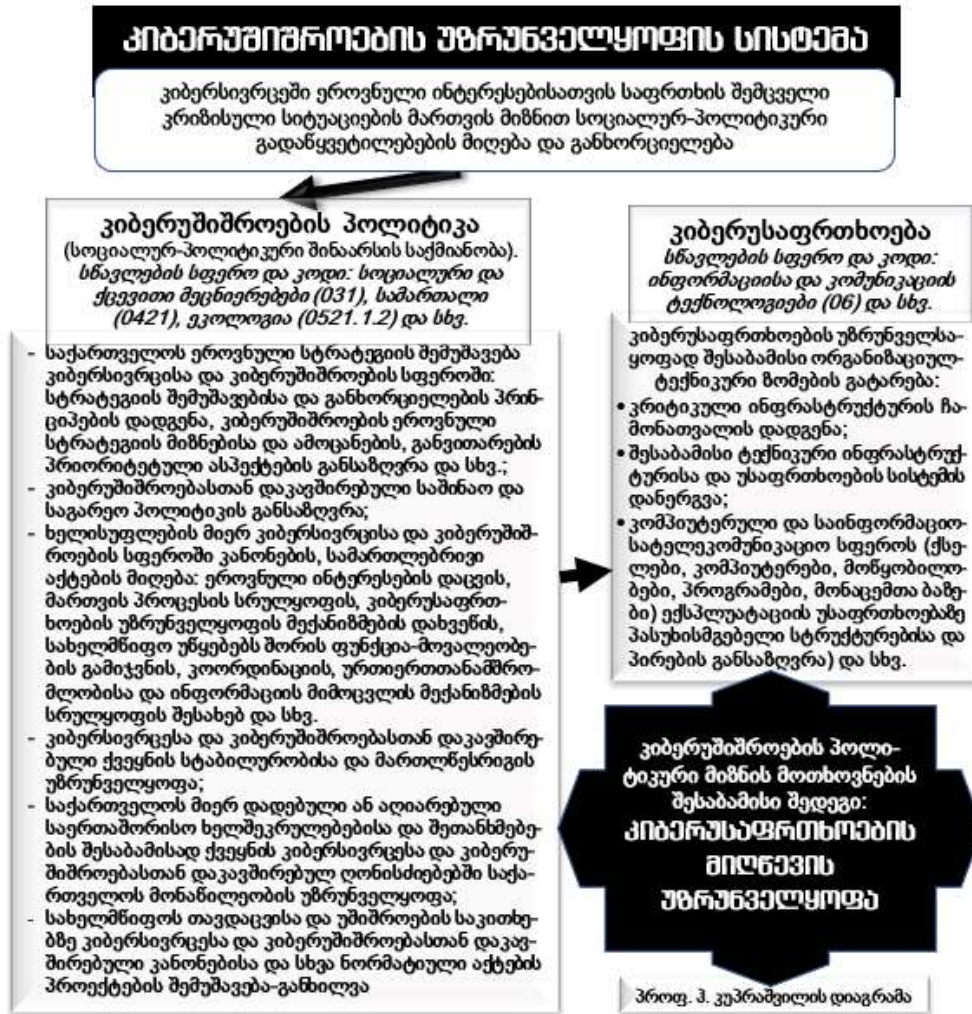 კიბერუშიშროების უზრუნველყოფის სისტემა
კიბერსივრცეში ეროვნული ინტერესებისათვის საფრთხის შემცველი
კრიზისული სიტუაციების მართვის მიზნით სოციალურ-პოლიტიკური
გადაწყვეტილებების მიღება და განხორციელება
კიბერუშიშროების პოლიტიკა
(სოციალურ-პოლიტიკური შინაარსის საქმიანობა).
სწავლების სფერო და კოდი: სოციალური და
ქცევითი მეცნიერებები (031), სამართალი
(0421), ეკოლოგია (0521.1.2) და სხვ.
- საქართველოს ეროვნული სტრატეგიის შემუშავება
კიბერსივრცისა და კიბერუშიშროების სფეროში:
სტრატეგიის შემუშავებისა და განხორციელების პრინ-
ციპების დადგენა, კიბერუშიშროების ეროვნული
სტრატეგიის მიზნებისა და ამოცანების, განვითარების
პრიორიტეტული ასპექტების განსაზღვრა და სხვ.;
- კიბერუშიშროებასთან დაკავშირებული საშინაო და
საგარეო პოლიტიკის განსაზღვრა;
- ხელისუფლების მიერ კიბერსივრცისა და კიბერუშიშ-
როების სფეროში კანონების, სამართლებრივი
აქტების მიღება: ეროვნული ინტერესების დაცვის,
მართვის პროცესის სრულყოფის, კიბერუსაფრთ-
ხოების უზრუნველყოფის მექანიზმების დახვეწის,
სახელმწიფო უწყებებს შორის ფუნქცია-მოვალეობე-
ბის გამიჯვნის, კოორდინაციის, ურთიერთთანამშრო-
მლობისა და ინფორმაციის მიმოცვლის მექანიზმების
სრულყოფის შესახებ და სხვ.
- კიბერსივრცესა და კიბერუშიშროებასთან დაკავშირე-
ბული ქვეყნის სტაბილურობისა და მართლწესრიგის
უზრუნველყოფა;
- საქართველოს მიერ დადებული ან აღიარებული
საერთაშორისო ხელშეკრულებებისა და შეთანხმებე-
ბის შესაბამისად ქვეყნის კიბერსივრცესა და კიბერუ-
შიშროებასთან დაკავშირებულ ღონისძიებებში საქა-
რთველოს მონაწილეობის უზრუნველყოფა;
- სახელმწიფოს თავდაცვისა და უშიშროების საკითხე-
ბზე კიბერსივრცესა და კიბერუშიშროებასთან დაკავ-
შირებული კანონებისა და სხვა ნორმატიული აქტების
პროექტების შემუშავება-განხილვა
კიბერუსაფრთხოება
სწავლების სფერო და კოდი:
ინფორმაციისა და კომუნიკაციის
ტექნოლოგიები (06) და სხვ.
კიბერუსაფრთხოების უზრუნველსა-
ყოფად შესაბამისი ორგანიზაციულ-
ტექნიკური ზომების გატარება:
• კრიტიკული ინფრასტრუქტურის ჩა-
მონათვალის დადგენა;
• შესაბამისი ტექნიკური ინფრასტრუქ-
ტურისა და უსაფრთხოების სისტემის
დანერგვა;
• კომპიუტერული და საინფორმაციო-
სატელეკომუნიკაციო სფეროს (ქსე-
ლები, კომპიუტერები, მოწყობილო-
ბები, პროგრამები, მონაცემთა ბაზე-
ბი) ექსპლუატაციის უსაფრთხოებაზე
პასუხისმგებელი სტრუქტურებისა და
პირების განსაზღვრა) და სხვ.
კიბერუშიშროების პოლი-
ტიკური მიზნის მოთხოვნების
შესაბამისი შედეგი:
კიბერუსაფრთხოების
მიღწევის
უზრუნველყოფა
პროფ. ჰ. კუპრაშვილის დიაგრამა